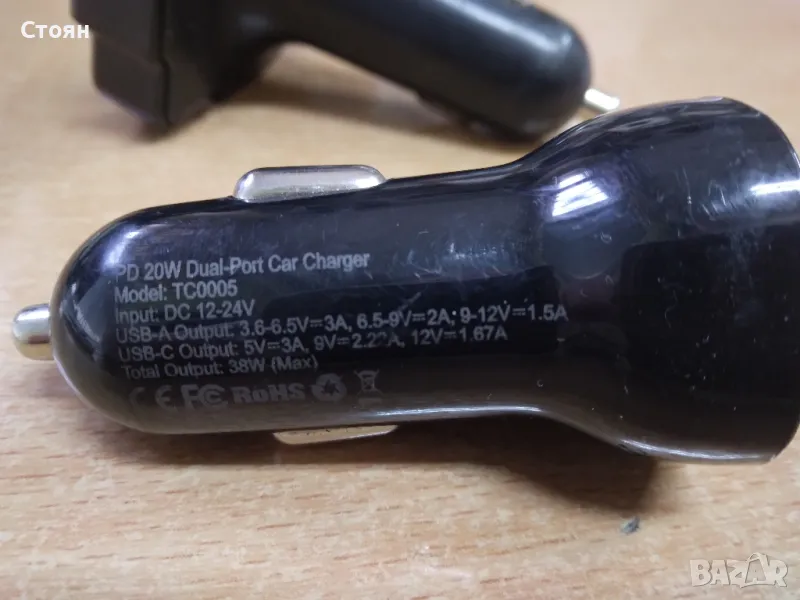 Стоян
PD 20W Dual-Port Car Charger
Model: TC0005
Input: DC 12-24V
USB-A Output: 3.6-6.5V⎓3A, 6.5-9V⎓2A, 9-12V⎓1.5A
USB-C Output: 5V⎓3A, 9V⎓2.22A, 12V⎓1.67A
Total Output: 38W (Max)
CE FC RoHS
BAZAR